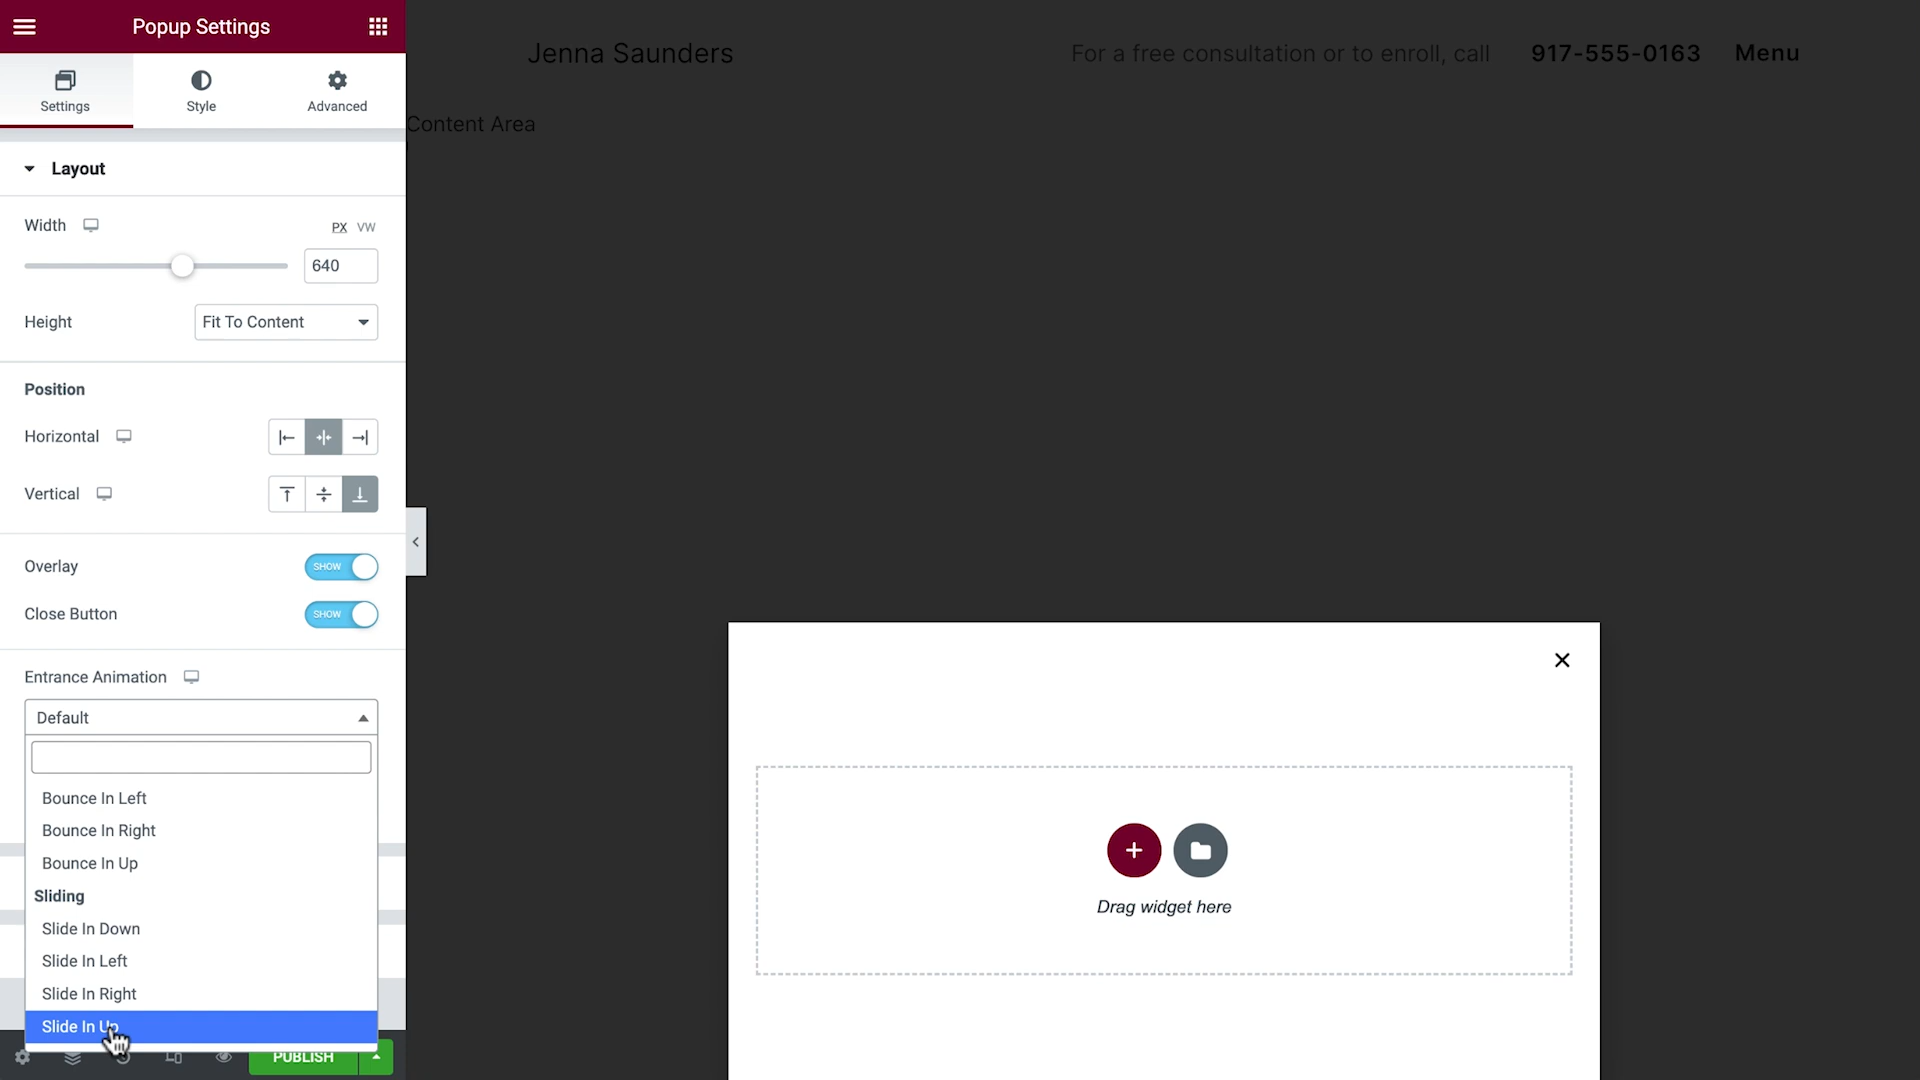 Popup Settings
Settings
Style
Advanced
Layout
Width
PX VW
640
Height
Fit To Content
Position
Horizontal
Vertical
Overlay
SHOW
Close Button
SHOW
Entrance Animation
Default
Bounce In Left
Bounce In Right
Bounce In Up
Sliding
Slide In Down
Slide In Left
Slide In Right
Slide In Up
PUBLISH
Jenna Saunders
For a free consultation or to enroll, call 917-555-0163 Menu
Content Area
Drag widget here